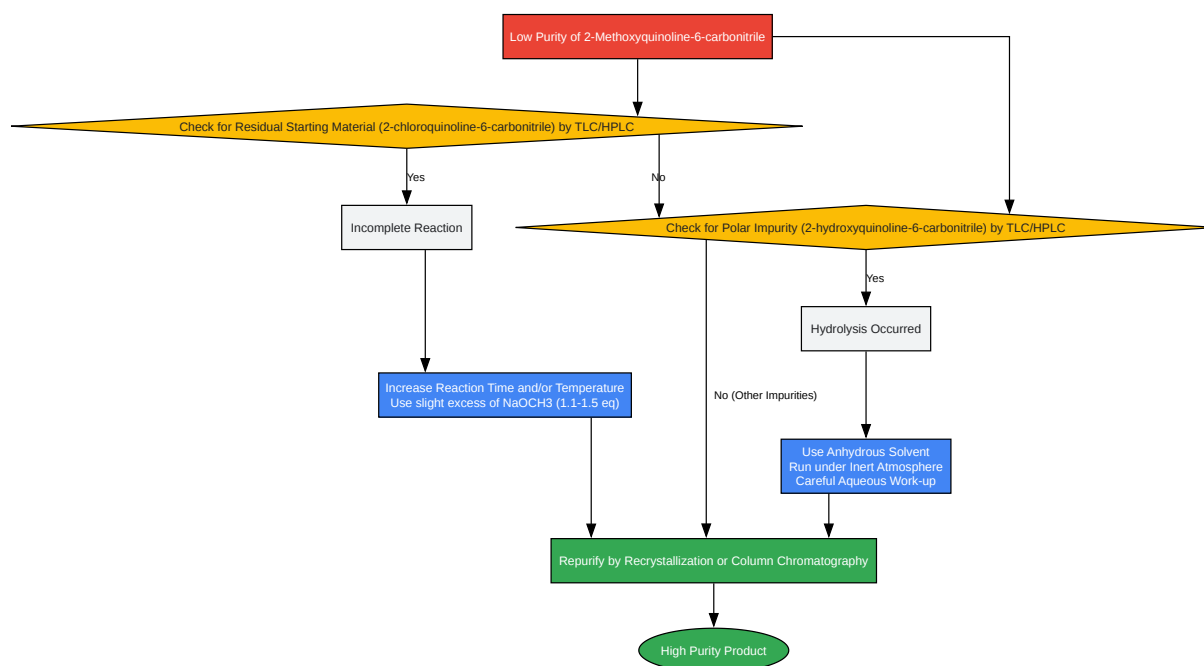 Low Purity of 2-Methoxyquinoline-6-carbonitrile
Check for Residual Starting Material (2-chloroquinoline-6-carbonitrile) by TLC/HPLC
Yes
No
Incomplete Reaction
Check for Polar Impurity (2-hydroxyquinoline-6-carbonitrile) by TLC/HPLC
Yes
Hydrolysis Occurred
Increase Reaction Time and/or Temperature
Use slight excess of NaOCH3 (1.1-1.5 eq)
No (Other Impurities)
Use Anhydrous Solvent
Run under Inert Atmosphere
Careful Aqueous Work-up
Repurify by Recrystallization or Column Chromatography
High Purity Product